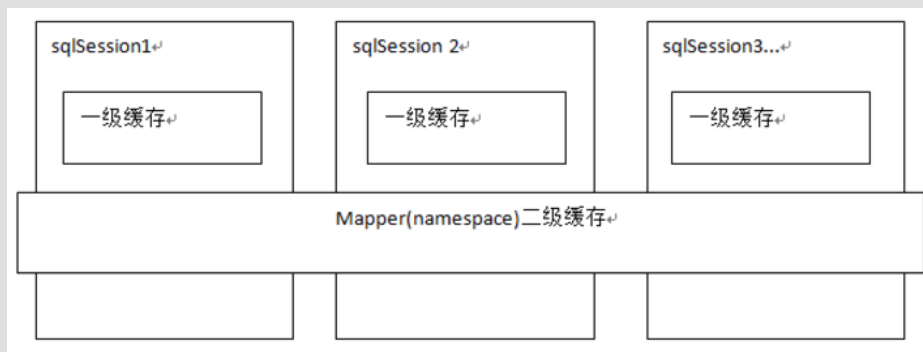 sqlSession1↵
sqlSession 2↵
sqlSession3...↵
一级缓存↵
一级缓存↵
一级缓存↵
Mapper(namespace)二级缓存↵